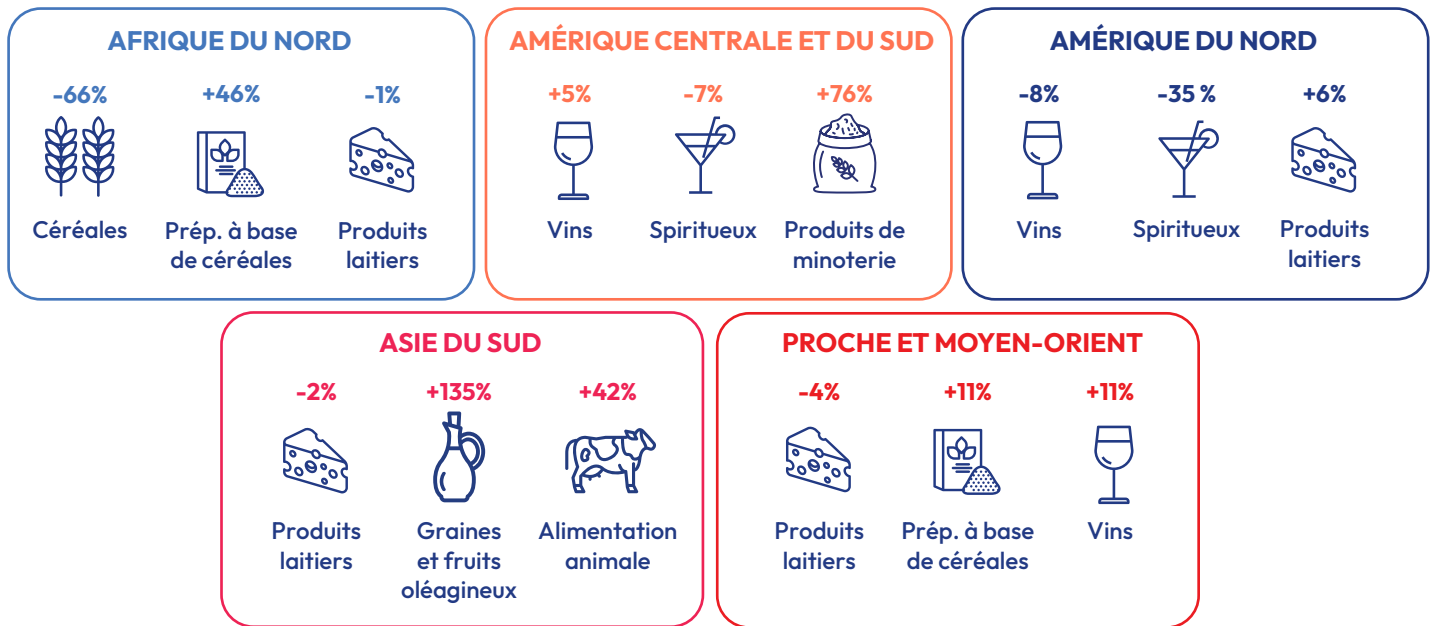 AFRIQUE DU NORD
-66%
+46%
-1%
Céréales
Prép. à base
de céréales
Produits
laitiers
AMÉRIQUE CENTRALE ET DU SUD
+5%
-7%
+76%
Vins
Spiritueux
Produits de
minoterie
AMÉRIQUE DU NORD
-8%
-35 %
+6%
Vins
Spiritueux
Produits
laitiers
ASIE DU SUD
-2%
+135%
+42%
Produits
laitiers
Graines
et fruits
oléagineux
Alimentation
animale
PROCHE ET MOYEN-ORIENT
-4%
+11%
+11%
Produits
laitiers
Prép. à base
de céréales
Vins